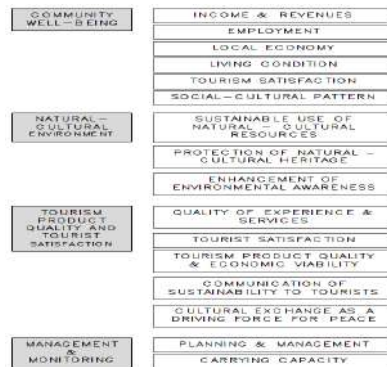 COMMUNITY
WELL-BEING
INCOME & REVENUES
EMPLOYMENT
LOCAL ECONOMY
LIVING CONDITION
TOURISM SATISFACTION
SOCIAL-CULTURAL PATTERN
NATURAL-
CULTURAL
ENVIRONMENT
SUSTAINABLE USE OF
NATURAL - CULTURAL
RESOURCES
PROTECTION OF NATURAL -
CULTURAL HERITAGE
ENHANCEMENT OF
ENVIRONMENTAL AWARENESS
TOURISM
PRODUCT
QUALITY AND
TOURIST
SATISFACTION
QUALITY OF EXPERIENCE &
SERVICES
TOURIST SATISFACTION
TOURISM PRODUCT QUALITY
& ECONOMIC VIABILITY
COMMUNICATION OF
SUSTAINABILITY TO TOURISTS
CULTURAL EXCHANGE AS A
DRIVING FORCE FOR PEACE
MANAGEMENT
&
MONITORING
PLANNING & MANAGEMENT
CARRYING CAPACITY